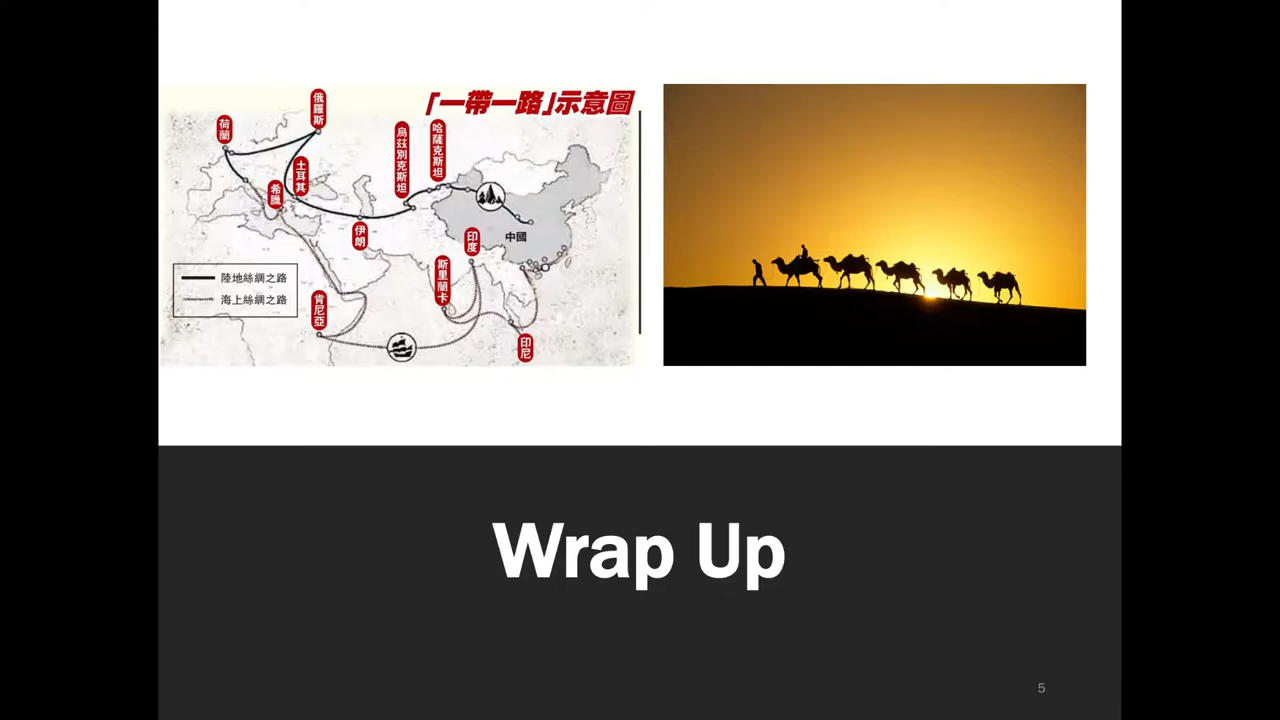 「一帶一路」示意圖
俄羅斯
荷蘭
烏茲別克斯坦
哈薩克斯坦
土耳其
希臘
伊朗
印度
中國
斯里蘭卡
陸地絲綢之路
海上絲綢之路
肯尼亞
印尼
Wrap Up
5